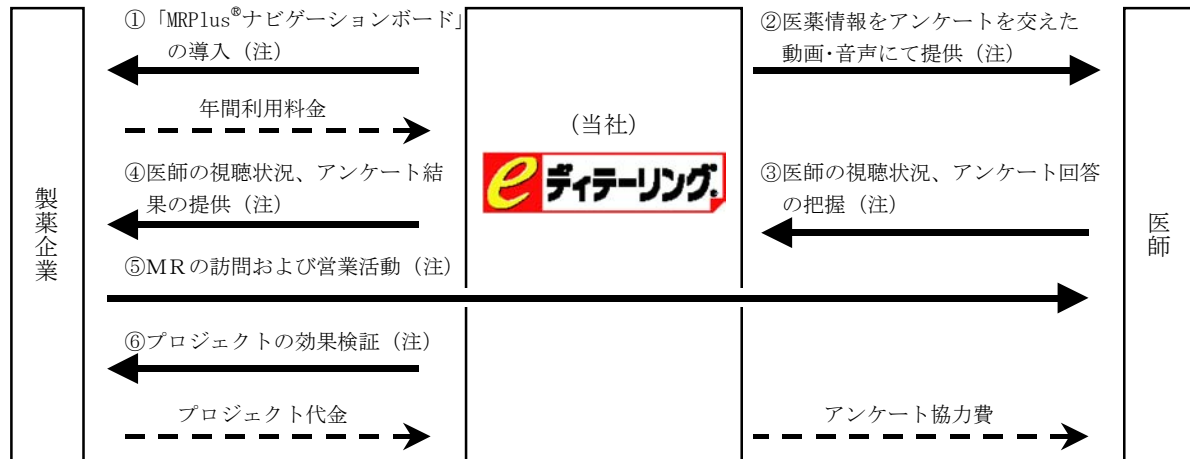 ①「MRPlus®ナビゲーションボード」
の導入（注）
年間利用料金
④医師の視聴状況、アンケート結
果の提供（注）
⑤ＭＲの訪問および営業活動（注）
⑥プロジェクトの効果検証（注）
プロジェクト代金
製薬企業
（当社）
eディテーリング®
②医薬情報をアンケートを交えた
動画・音声にて提供（注）
③医師の視聴状況、アンケート回答
の把握（注）
アンケート協力費
医師